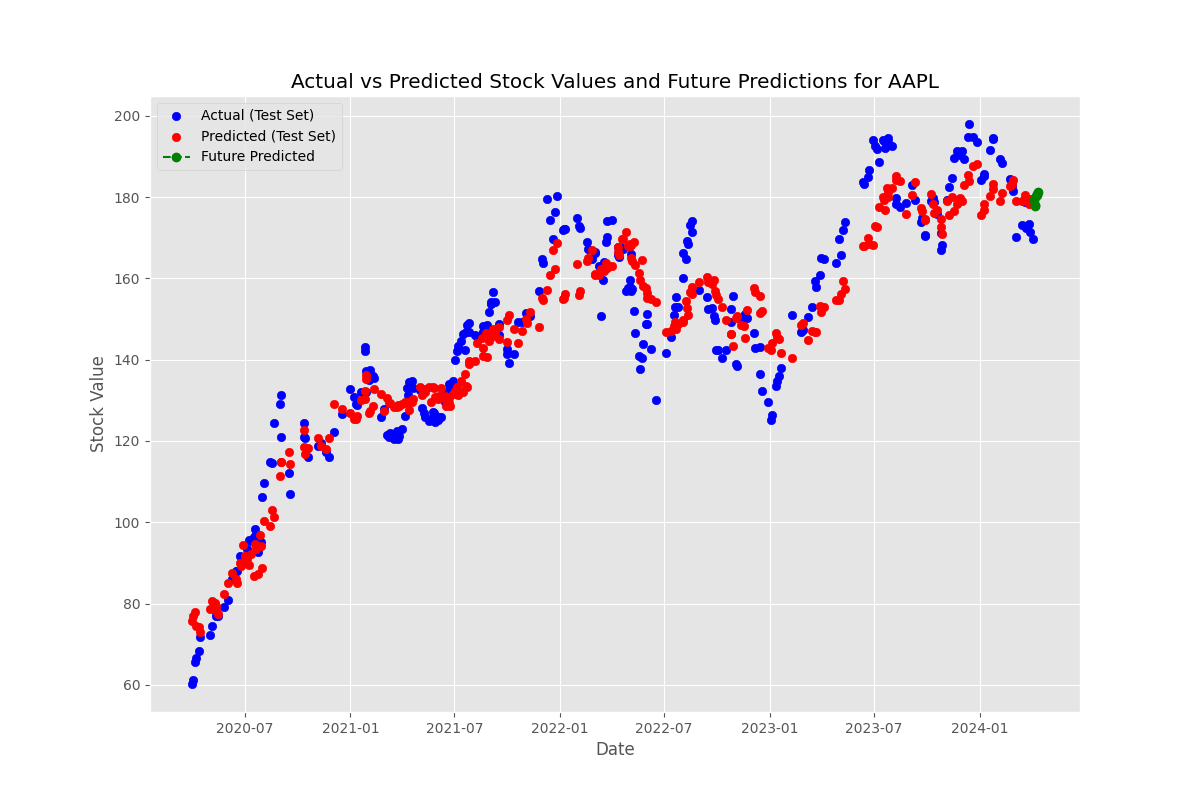 Actual vs Predicted Stock Values and Future Predictions for AAPL
Actual (Test Set)
Predicted (Test Set)
Future Predicted
200
180
160
140
120
100
80
60
Stock Value
2020-07 2021-01 2021-07 2022-01 2022-07 2023-01 2023-07 2024-01
Date